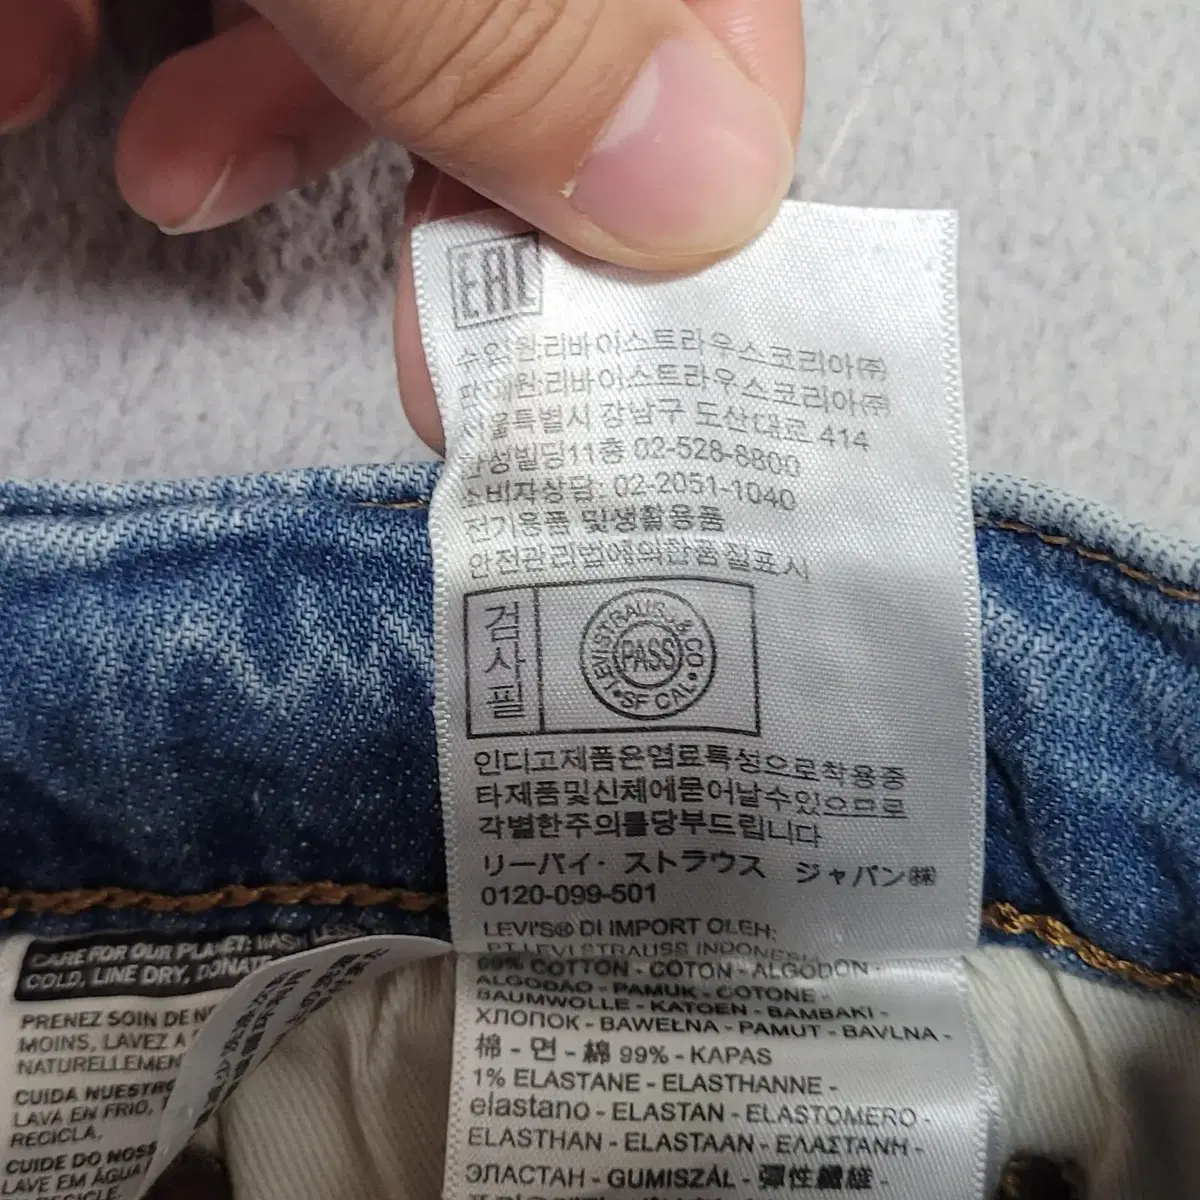 EAC
수입원:리바이스트라우스코리아㈜
판매원:리바이스트라우스코리아㈜
서울특별시 강남구 도산대로 414
한성빌딩11층 02-528-8800
소비자상담: 02-2051-1040
전기용품 및생활용품
안전관리법에의한품질표시
검사필
LEVI STRAUSS & CO
PASS
SF CAL
인디고제품은염료특성으로착용중
타제품및신체에묻어날수있으므로
각별한주의를당부드립니다
リーバイ・ストラウス ジャパン㈱
0120-099-501
LEVI'S® DI IMPORT OLEH:
PT LEVI STRAUSS INDONESIA
99% COTTON - COTON - ALGODON -
ALGODÃO - PAMUK - COTONE -
BAUMWOLLE - KATOEN - BAMBAKI -
ХЛОПОК - BAWEŁNA - PAMUT - BAVLNA -
棉 - 면 - 綿 99% - KAPAS
1% ELASTANE - ELASTHANNE -
elastano - ELASTAN - ELASTOMERO -
ELASTHAN - ELASTAAN - ΕΛΑΣΤΑΝΗ -
ЭЛАСТАН - GUMISZÁL - 彈性纖維 -
CARE FOR OUR PLANET: WASH LESS,
COLD, LINE DRY, DONATE
PRENEZ SOIN DE
MOINS, LAVEZ À
NATURELLEMENT
CUIDA NUESTRO
LAVA EN FRIO,
RECICLA.
CUIDE DO NOSSO
LAVE EM ÁGUA
RECICLE.